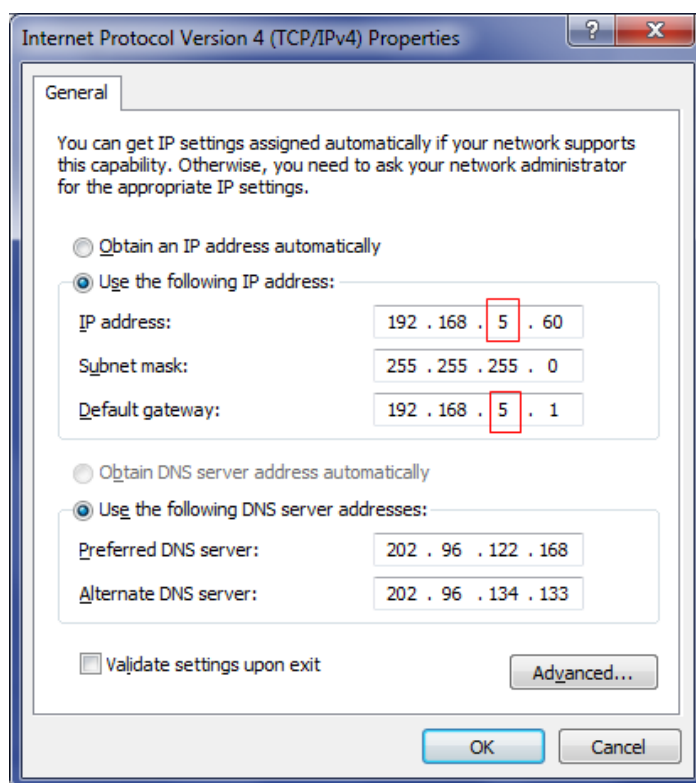 Internet Protocol Version 4 (TCP/IPv4) Properties
General
You can get IP settings assigned automatically if your network supports
this capability. Otherwise, you need to ask your network administrator
for the appropriate IP settings.
Obtain an IP address automatically
Use the following IP address:
IP address: 192 . 168 . 5 . 60
Subnet mask: 255 . 255 . 255 . 0
Default gateway: 192 . 168 . 5 . 1
Obtain DNS server address automatically
Use the following DNS server addresses:
Preferred DNS server: 202 . 96 . 122 . 168
Alternate DNS server: 202 . 96 . 134 . 133
Validate settings upon exit
Advanced...
OK Cancel